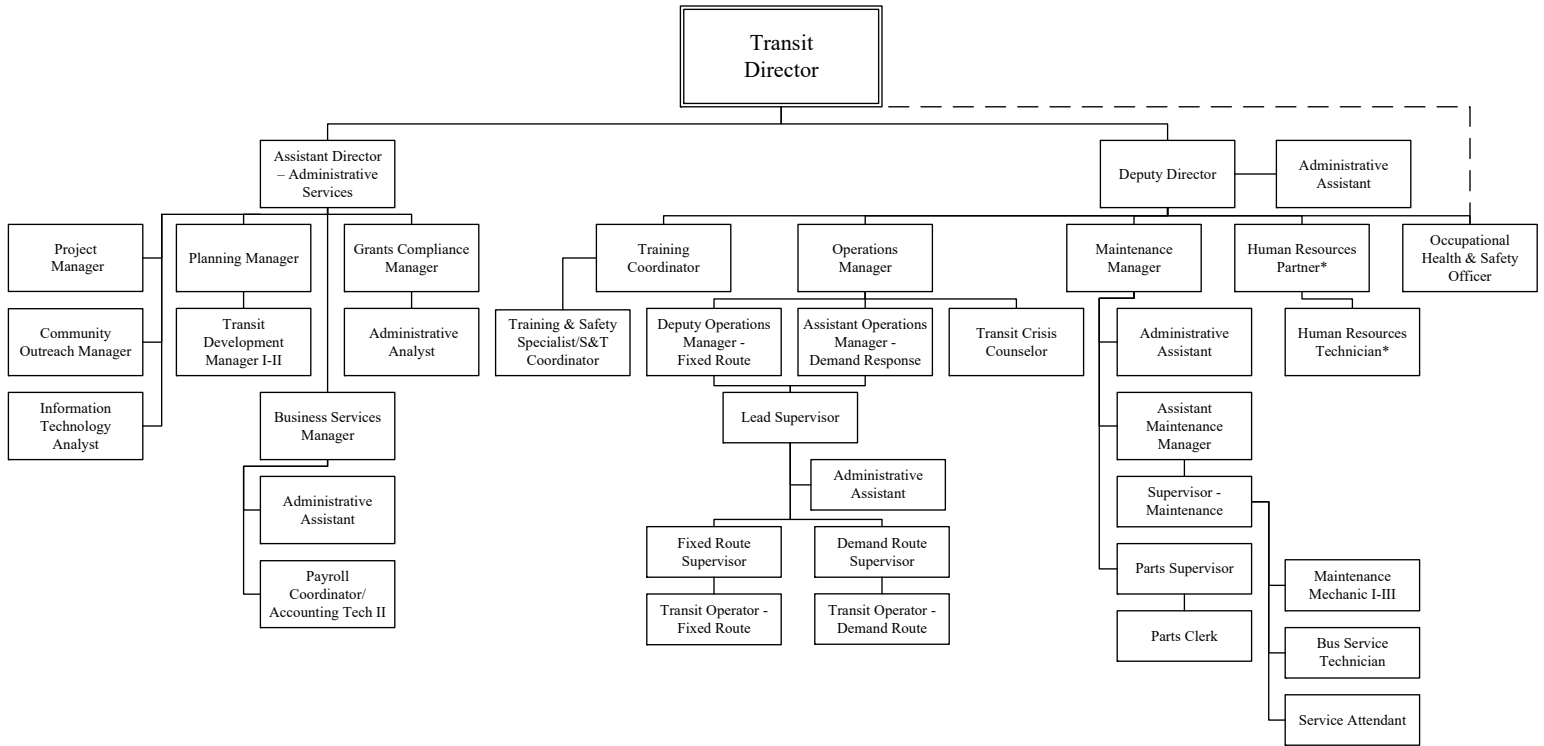 Transit
Director
Assistant Director
– Administrative
Services
Deputy Director
Administrative
Assistant
Project
Manager
Planning Manager
Grants Compliance
Manager
Training
Coordinator
Operations
Manager
Maintenance
Manager
Human Resources
Partner*
Occupational
Health & Safety
Officer
Community
Outreach Manager
Transit
Development
Manager I-II
Administrative
Analyst
Training & Safety
Specialist/S&T
Coordinator
Deputy Operations
Manager -
Fixed Route
Assistant Operations
Manager -
Demand Response
Transit Crisis
Counselor
Administrative
Assistant
Human Resources
Technician*
Information
Technology
Analyst
Business Services
Manager
Lead Supervisor
Assistant
Maintenance
Manager
Administrative
Assistant
Administrative
Assistant
Supervisor -
Maintenance
Payroll
Coordinator/
Accounting Tech II
Fixed Route
Supervisor
Demand Route
Supervisor
Parts Supervisor
Maintenance
Mechanic I-III
Transit Operator -
Fixed Route
Transit Operator -
Demand Route
Parts Clerk
Bus Service
Technician
Service Attendant